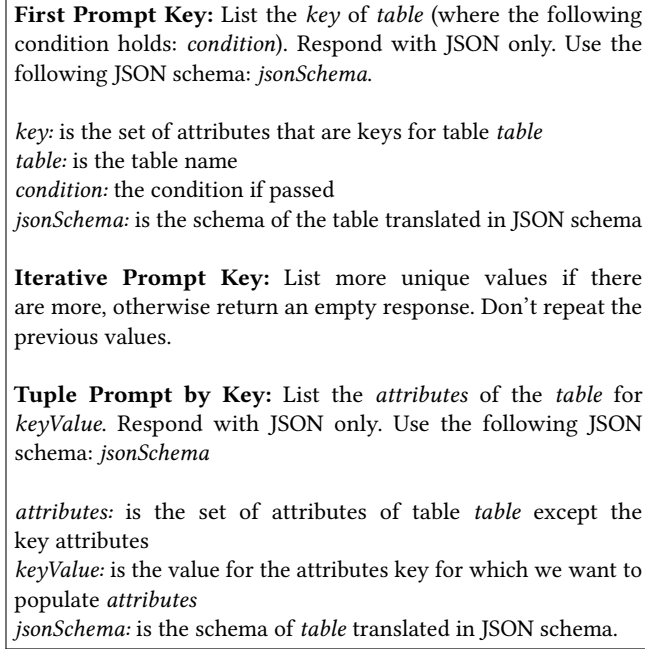 First Prompt Key: List the key of table (where the following
condition holds: condition). Respond with JSON only. Use the
following JSON schema: jsonSchema.
key: is the set of attributes that are keys for table table
table: is the table name
condition: the condition if passed
jsonSchema: is the schema of the table translated in JSON schema
Iterative Prompt Key: List more unique values if there
are more, otherwise return an empty response. Don't repeat the
previous values.
Tuple Prompt by Key: List the attributes of the table for
keyValue. Respond with JSON only. Use the following JSON
schema: jsonSchema
attributes: is the set of attributes of table table except the
key attributes
keyValue: is the value for the attributes key for which we want to
populate attributes
jsonSchema: is the schema of table translated in JSON schema.